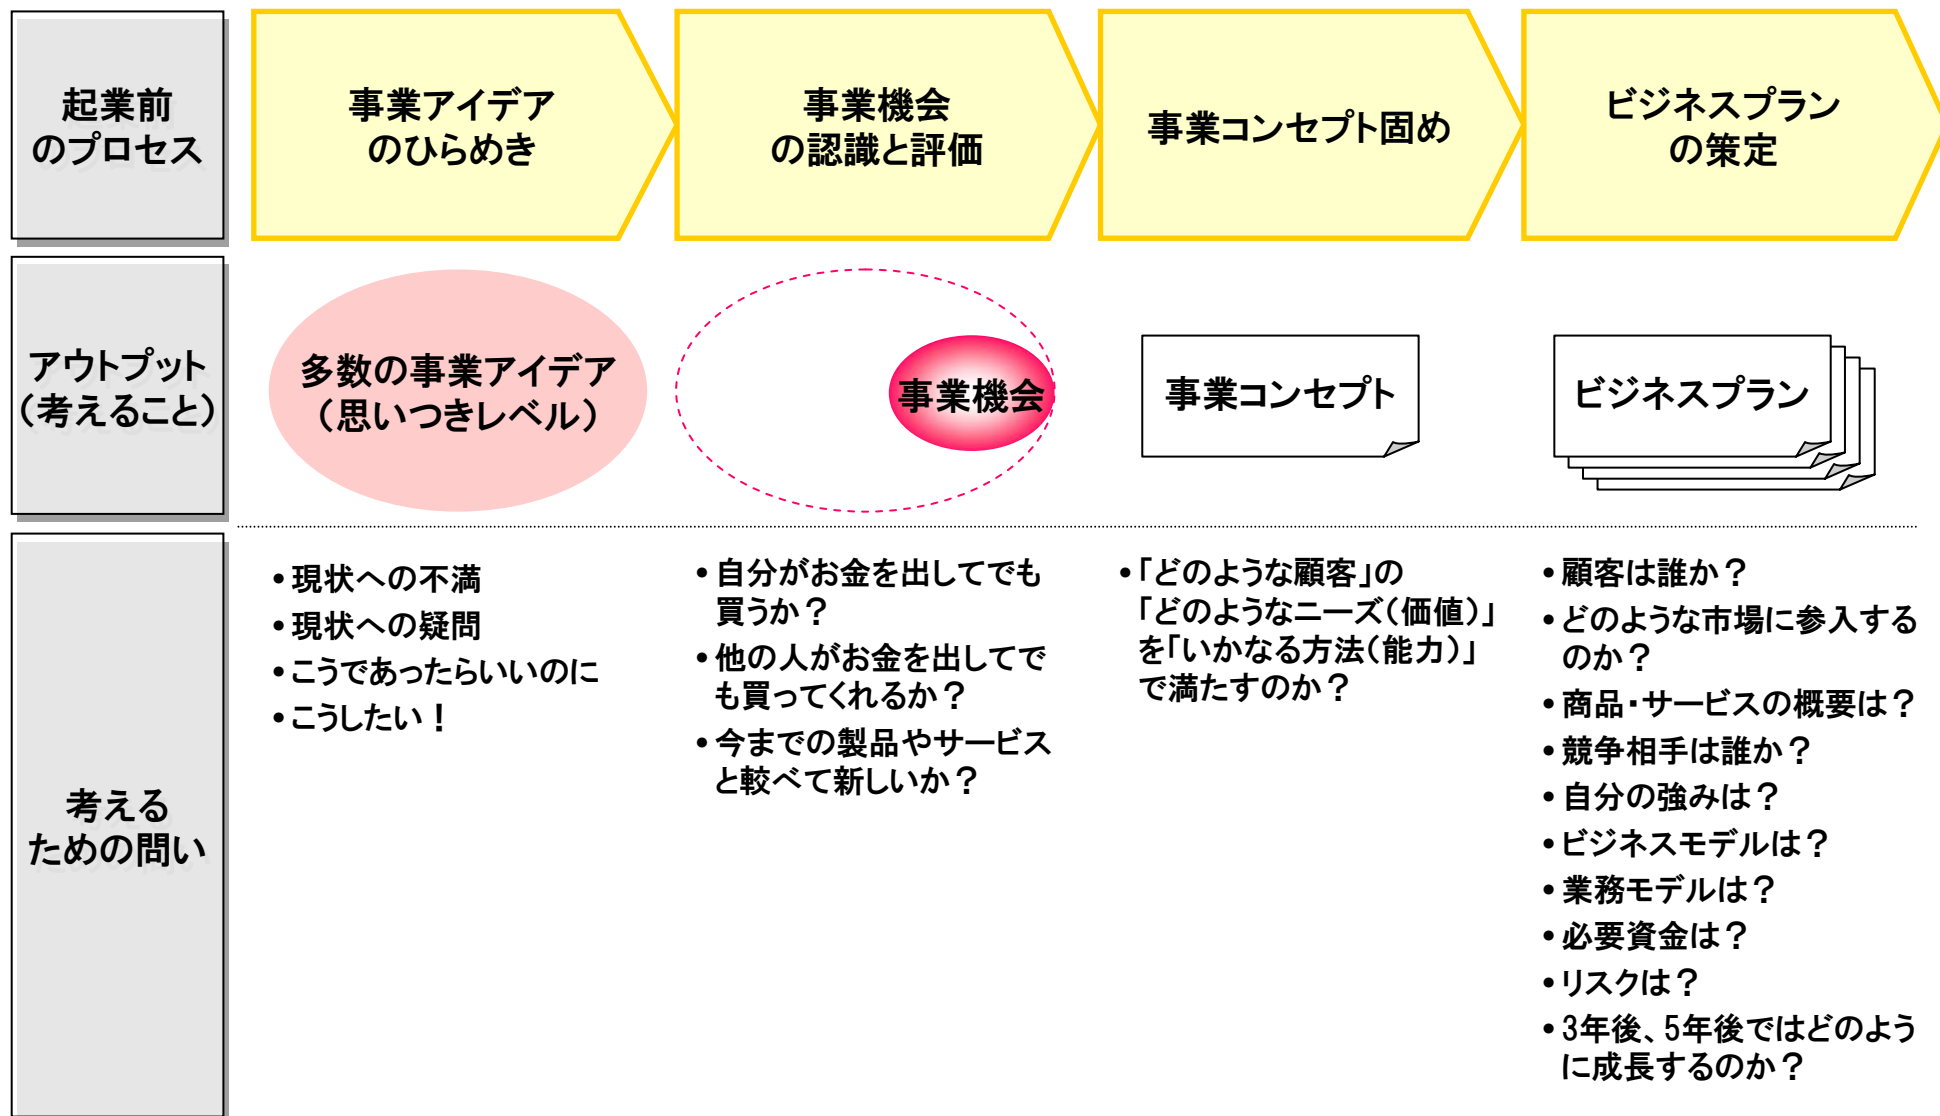 起業前
のプロセス
事業アイデア
のひらめき
事業機会
の認識と評価
事業コンセプト固め
ビジネスプラン
の策定
アウトプット
（考えること）
多数の事業アイデア
（思いつきレベル）
事業機会
事業コンセプト
ビジネスプラン
考える
ための問い
•現状への不満
•現状への疑問
•こうであったらいいのに
•こうしたい！
•自分がお金を出してでも
買うか？
•他の人がお金を出してで
も買ってくれるか？
•今までの製品やサービス
と較べて新しいか？
•「どのような顧客」の
「どのようなニーズ（価値）」
を「いかなる方法（能力）」
で満たすのか？
•顧客は誰か？
•どのような市場に参入する
のか？
•商品・サービスの概要は？
•競争相手は誰か？
•自分の強みは？
•ビジネスモデルは？
•業務モデルは？
•必要資金は？
•リスクは？
•3年後、5年後ではどのよう
に成長するのか？